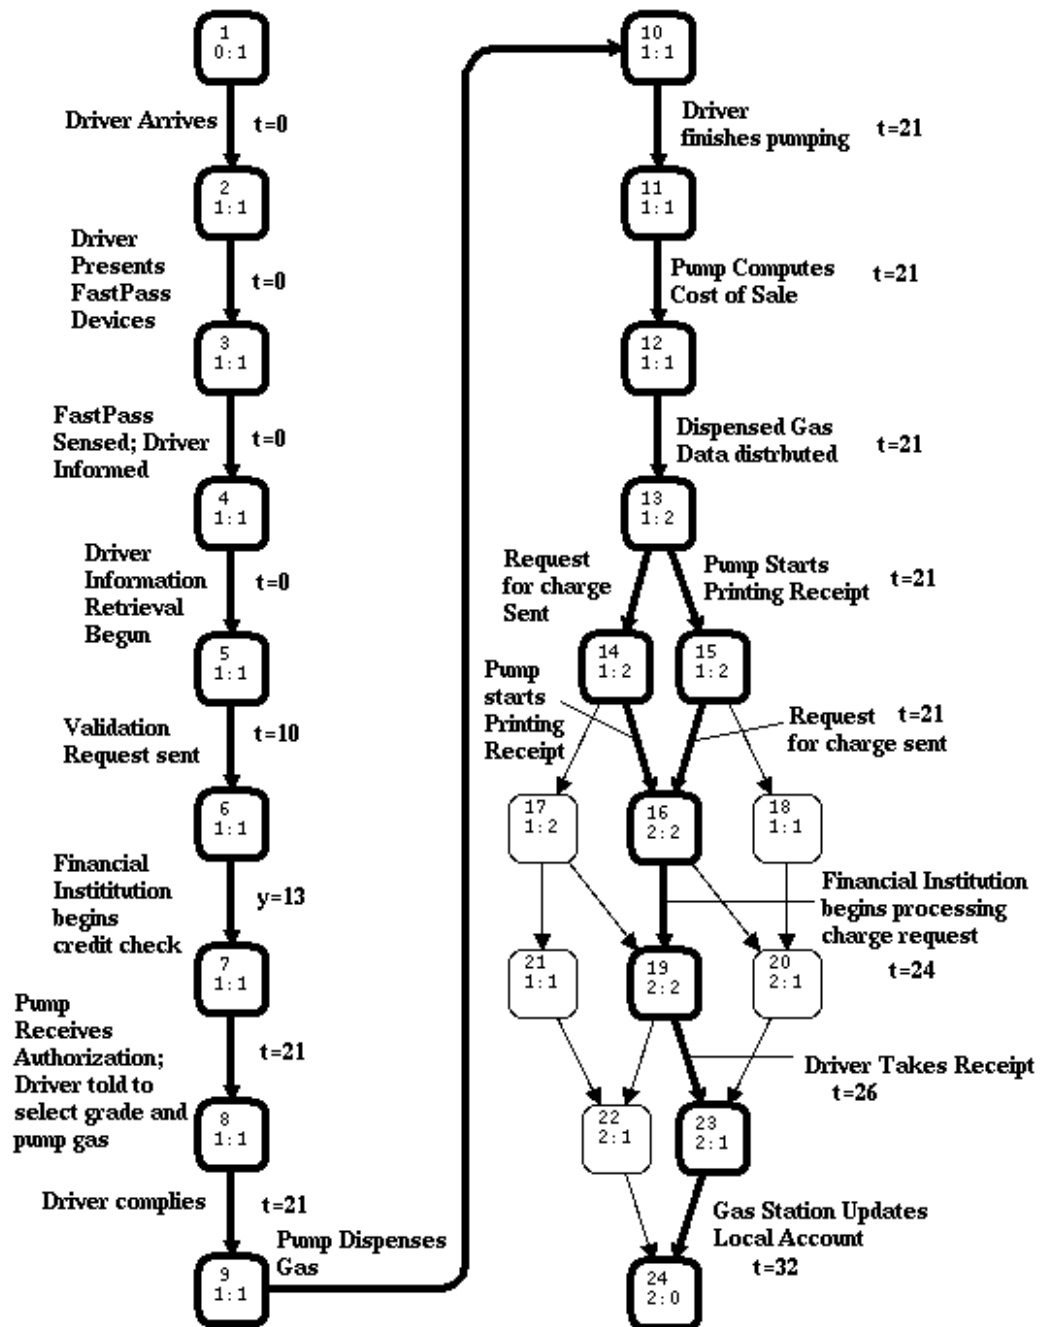 1
0:1
Driver Arrives
t=0
2
1:1
Driver
Presents
FastPass
Devices
t=0
3
1:1
FastPass
Sensed; Driver
Informed
t=0
4
1:1
Driver
Information
Retrieval
Begun
t=0
5
1:1
Validation
Request sent
t=10
6
1:1
Financial
Instititution
begins
credit check
y=13
7
1:1
Pump
Receives
Authorization;
Driver told to
select grade and
pump gas
t=21
8
1:1
Driver complies
t=21
9
1:1
Pump Dispenses
Gas
10
1:1
Driver
finishes pumping
t=21
11
1:1
Pump Computes
Cost of Sale
t=21
12
1:1
Dispensed Gas
Data distrbuted
t=21
13
1:2
Request
for charge
Sent
Pump Starts
Printing Receipt
t=21
14
1:2
15
1:2
Pump
starts
Printing
Receipt
Request
for charge sent
t=21
17
1:2
16
2:2
18
1:1
Financial Institution
begins processing
charge request
t=24
21
1:1
19
2:2
20
2:1
Driver Takes Receipt
t=26
22
2:1
23
2:1
Gas Station Updates
Local Account
t=32
24
2:0